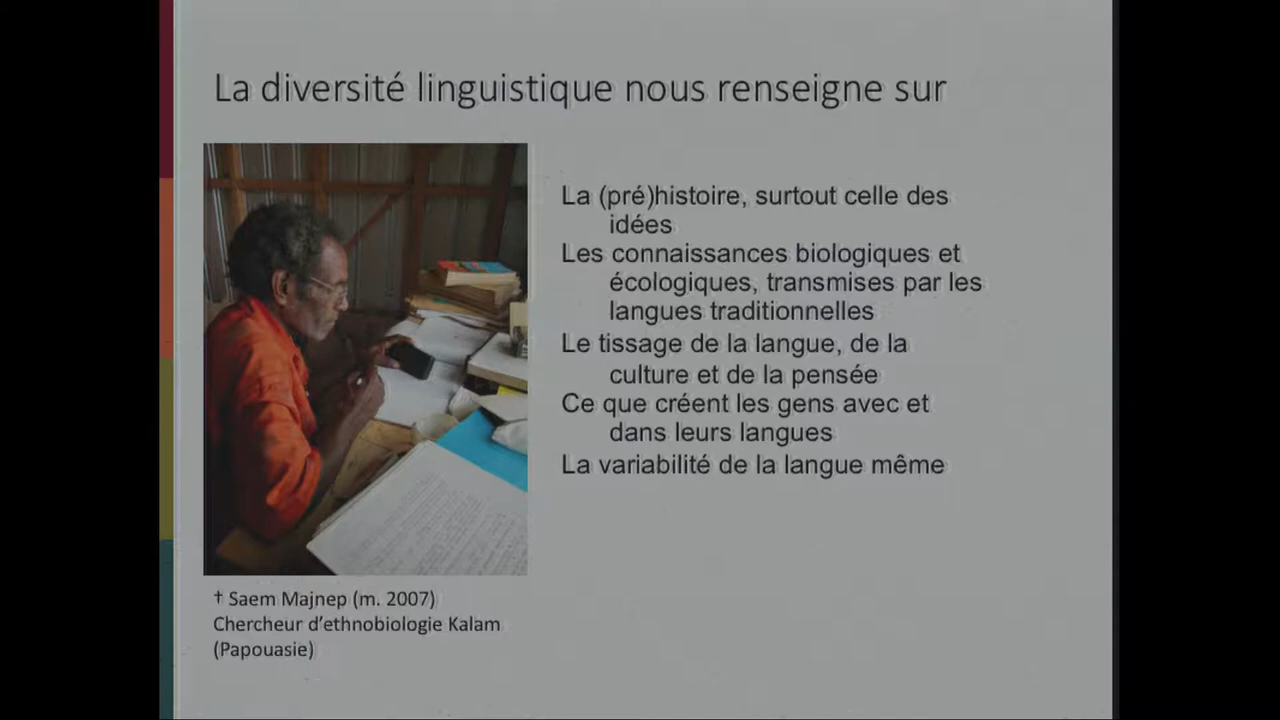 La diversité linguistique nous renseigne sur
La (pré)histoire, surtout celle des
idées
Les connaissances biologiques et
écologiques, transmises par les
langues traditionnelles
Le tissage de la langue, de la
culture et de la pensée
Ce que créent les gens avec et
dans leurs langues
La variabilité de la langue même
† Saem Majnep (m. 2007)
Chercheur d’ethnobiologie Kalam
(Papouasie)